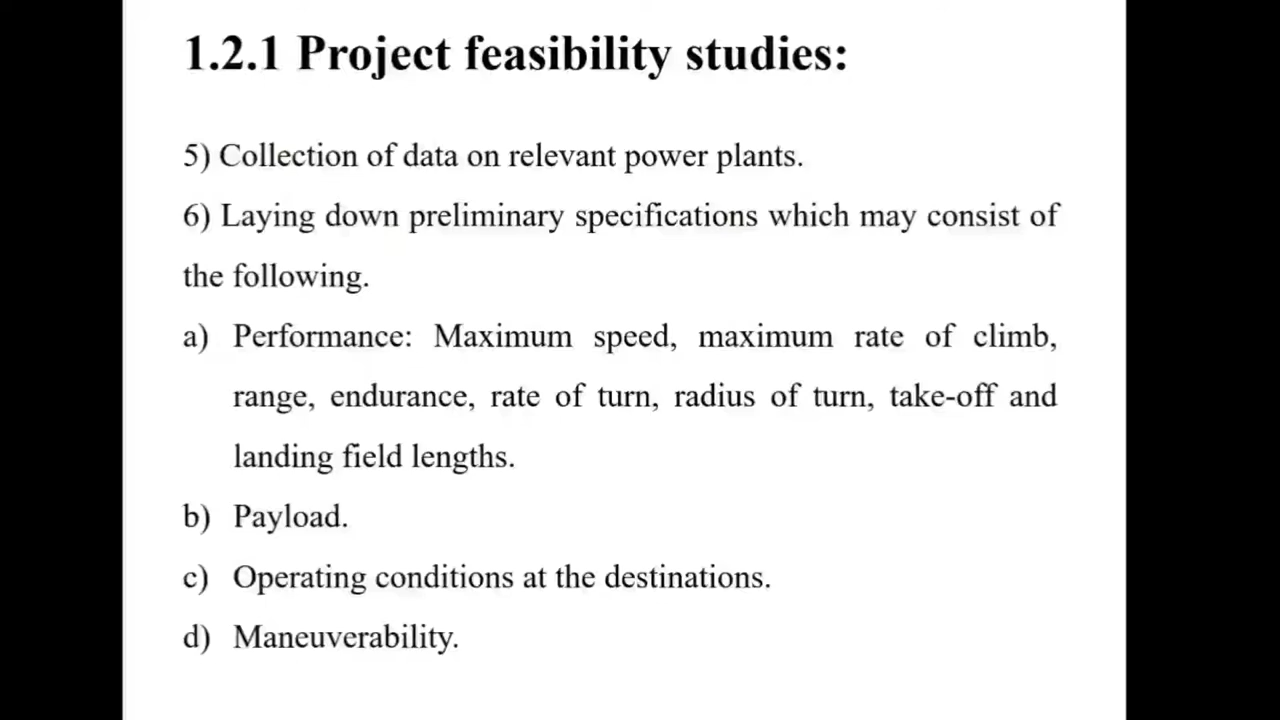 1.2.1 Project feasibility studies:
5) Collection of data on relevant power plants.
6) Laying down preliminary specifications which may consist of
the following.
a) Performance: Maximum speed, maximum rate of climb,
range, endurance, rate of turn, radius of turn, take-off and
landing field lengths.
b) Payload.
c) Operating conditions at the destinations.
d) Maneuverability.